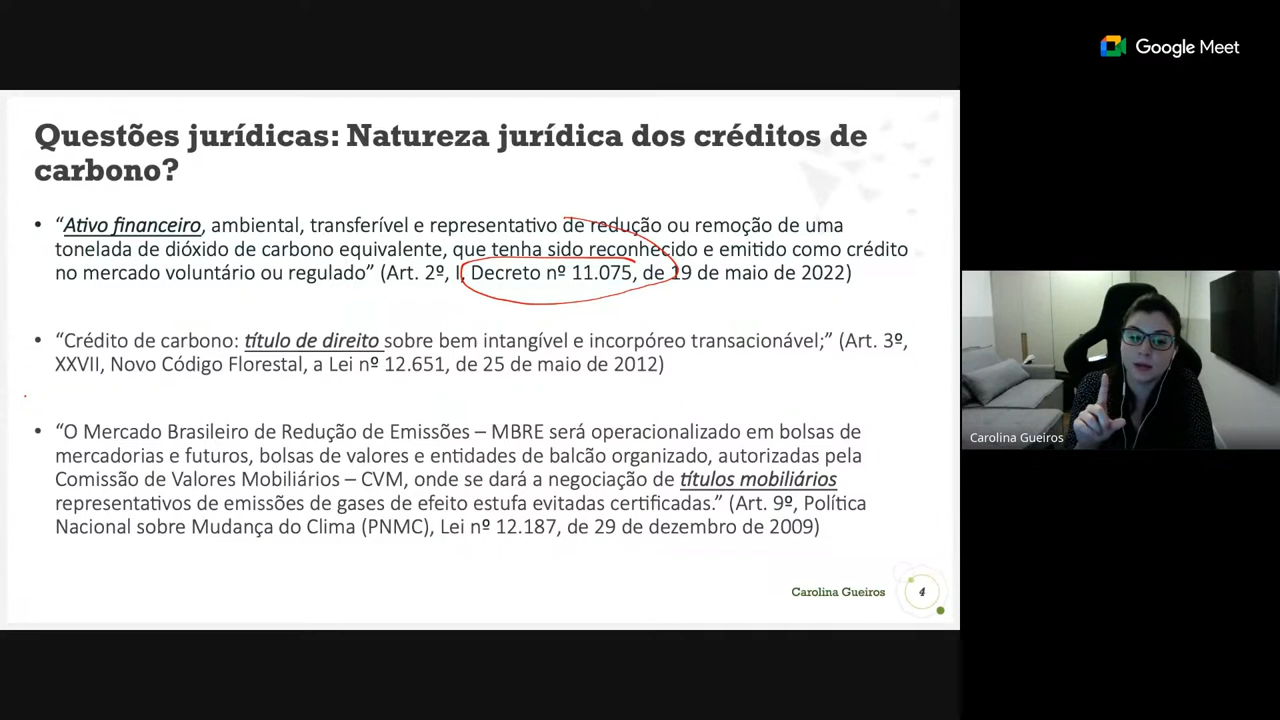 Google Meet
Questões jurídicas: Natureza jurídica dos créditos de
carbono?
• “Ativo financeiro, ambiental, transferível e representativo de redução ou remoção de uma
tonelada de dióxido de carbono equivalente, que tenha sido reconhecido e emitido como crédito
no mercado voluntário ou regulado” (Art. 2º, I, Decreto nº 11.075, de 19 de maio de 2022)
• “Crédito de carbono: título de direito sobre bem intangível e incorpóreo transacionável;” (Art. 3º,
XXVII, Novo Código Florestal, a Lei nº 12.651, de 25 de maio de 2012)
• “O Mercado Brasileiro de Redução de Emissões – MBRE será operacionalizado em bolsas de
mercadorias e futuros, bolsas de valores e entidades de balcão organizado, autorizadas pela
Comissão de Valores Mobiliários – CVM, onde se dará a negociação de títulos mobiliários
representativos de emissões de gases de efeito estufa evitadas certificadas.” (Art. 9º, Política
Nacional sobre Mudança do Clima (PNMC), Lei nº 12.187, de 29 de dezembro de 2009)
Carolina Gueiros
4
Carolina Gueiros